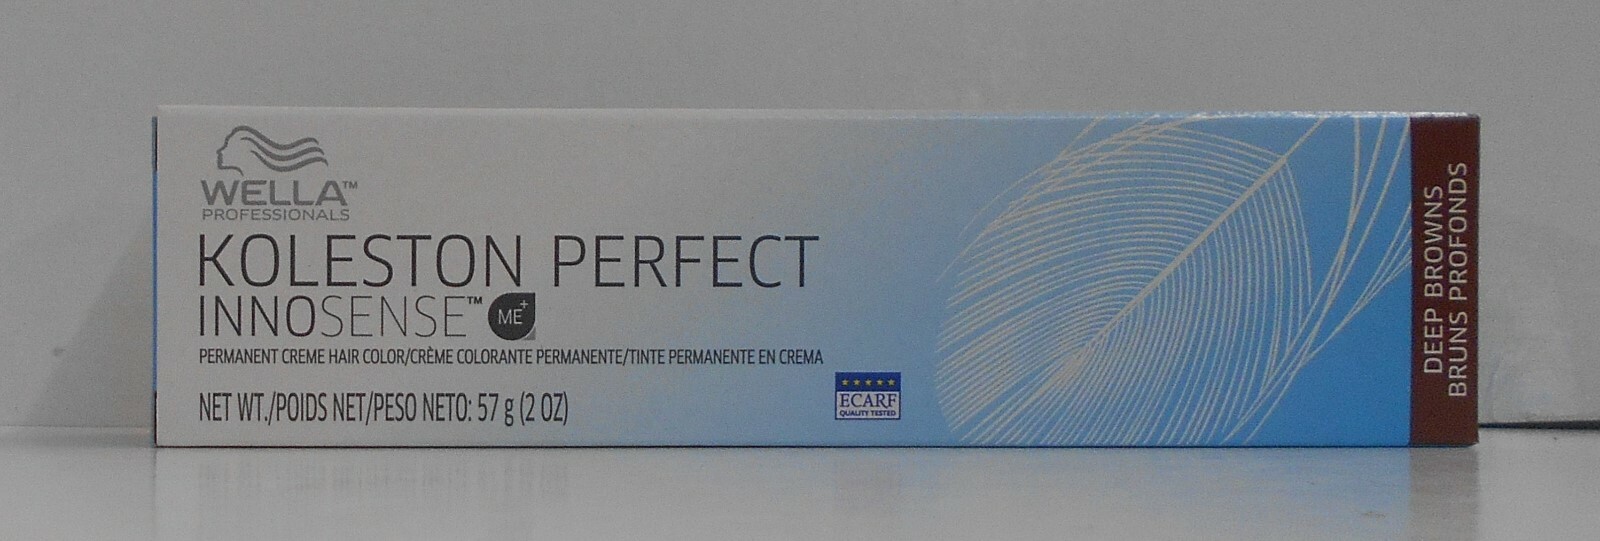 WELLA™
PROFESSIONALS
KOLESTON PERFECT
INNOSENSE™ ME+
PERMANENT CREME HAIR COLOR/CRÈME COLORANTE PERMANENTE/TINTE PERMANENTE EN CREMA
NET WT./POIDS NET/PESO NETO: 57 g (2 OZ)
ECARF
QUALITY TESTED
DEEP BROWNS
BRUNS PROFONDS